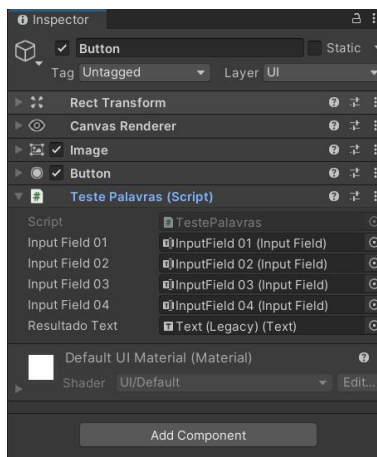 Inspector
Button Static
Tag Untagged Layer UI
Rect Transform
Canvas Renderer
Image
Button
# Teste Palavras (Script)
Script # TestePalavras
Input Field 01 InputField 01 (Input Field)
Input Field 02 InputField 02 (Input Field)
Input Field 03 InputField 03 (Input Field)
Input Field 04 InputField 04 (Input Field)
Resultado Text T Text (Legacy) (Text)
Default UI Material (Material)
Shader UI/Default Edit...
Add Component